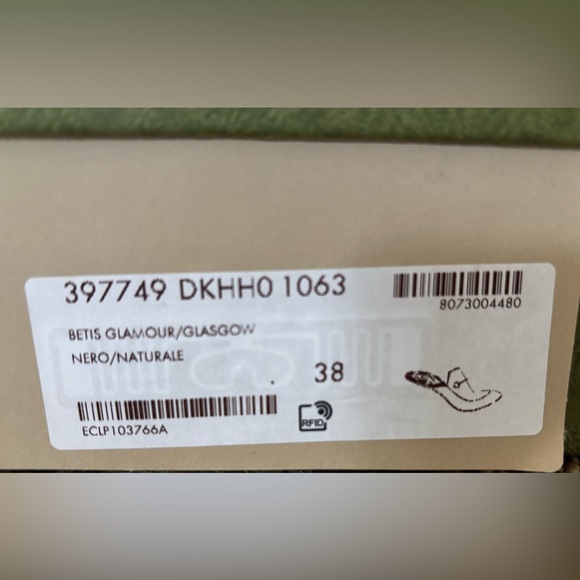 397749 DKHH0 1063
8073004480
BETIS GLAMOUR/GLASGOW
NERO/NATURALE
38
ECLP103766A
RFID